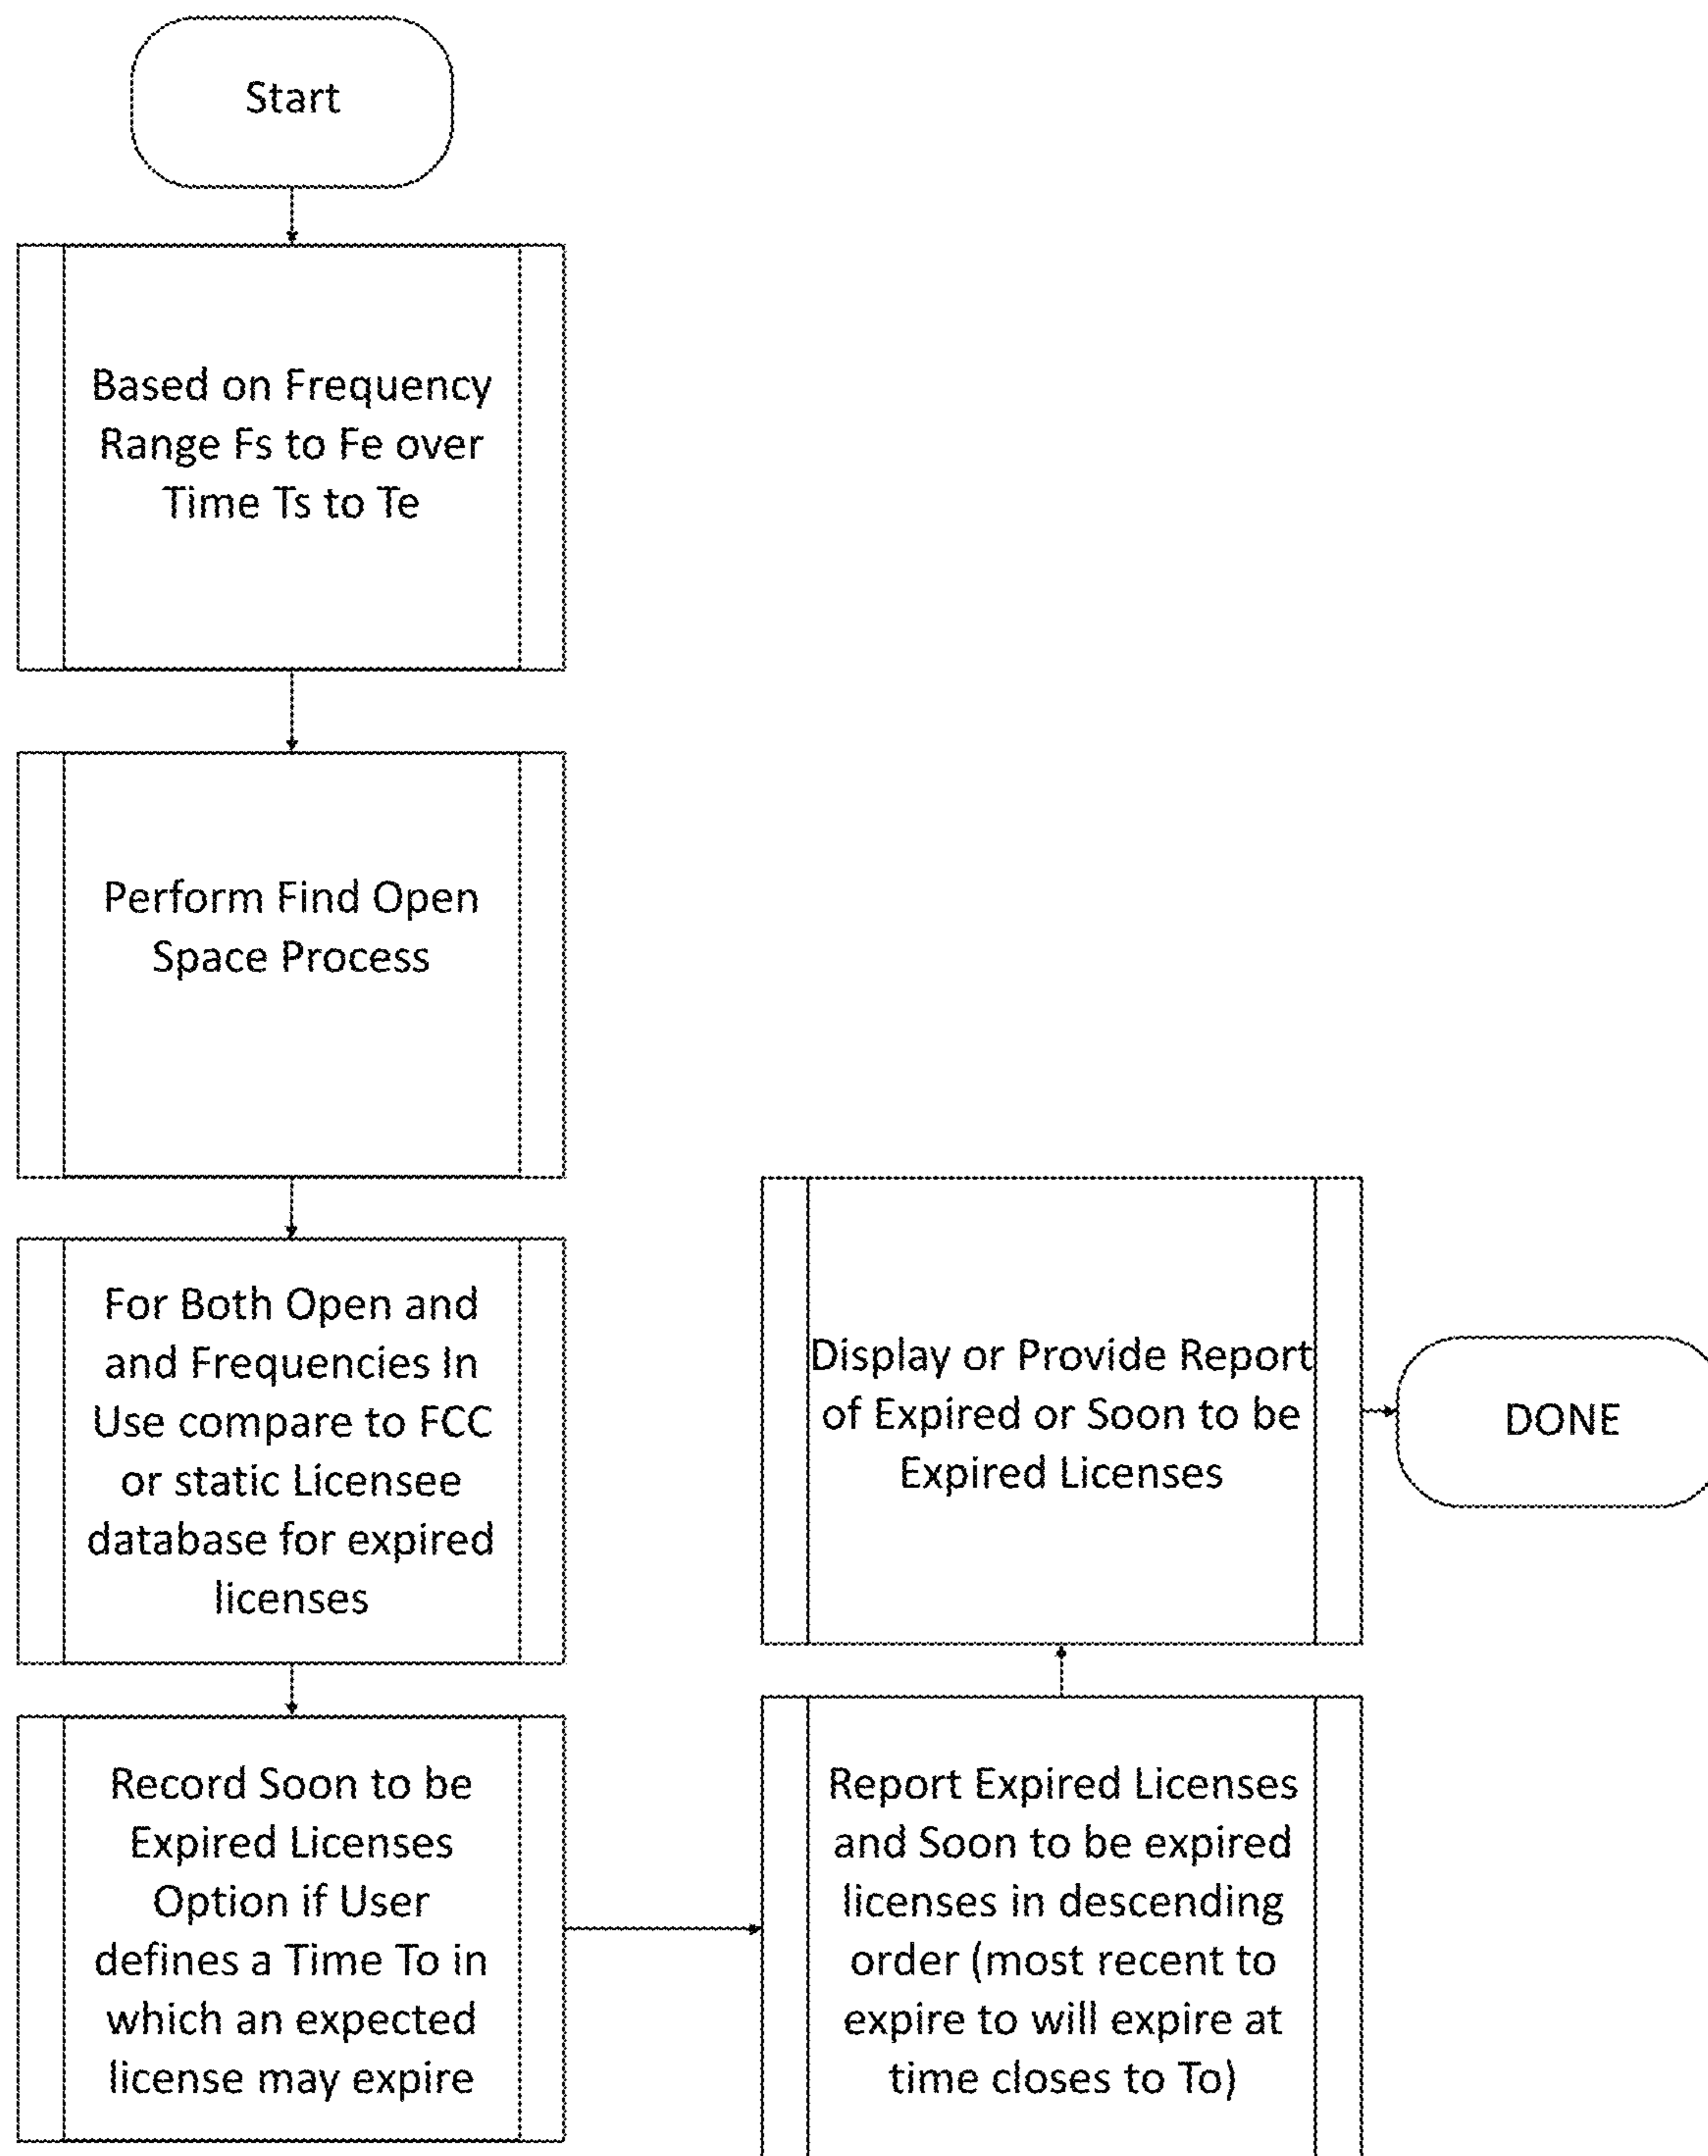 Start
Based on Frequency
Range Fs to Fe over
Time Ts to Te
Perform Find Open
Space Process
For Both Open and
and Frequencies In
Use compare to FCC
or static Licensee
database for expired
licenses
Record Soon to be
Expired Licenses
Option if User
defines a Time To in
which an expected
license may expire
Report Expired Licenses
and Soon to be expired
licenses in descending
order (most recent to
expire to will expire at
time closes to To)
Display or Provide Report
of Expired or Soon to be
Expired Licenses
DONE